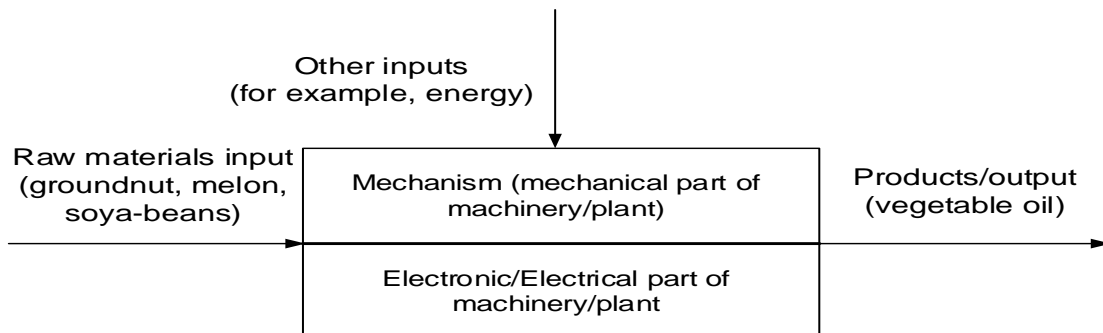 Other inputs
(for example, energy)
Raw materials input
(groundnut, melon,
soya-beans)
Mechanism (mechanical part of
machinery/plant)
Products/output
(vegetable oil)
Electronic/Electrical part of
machinery/plant